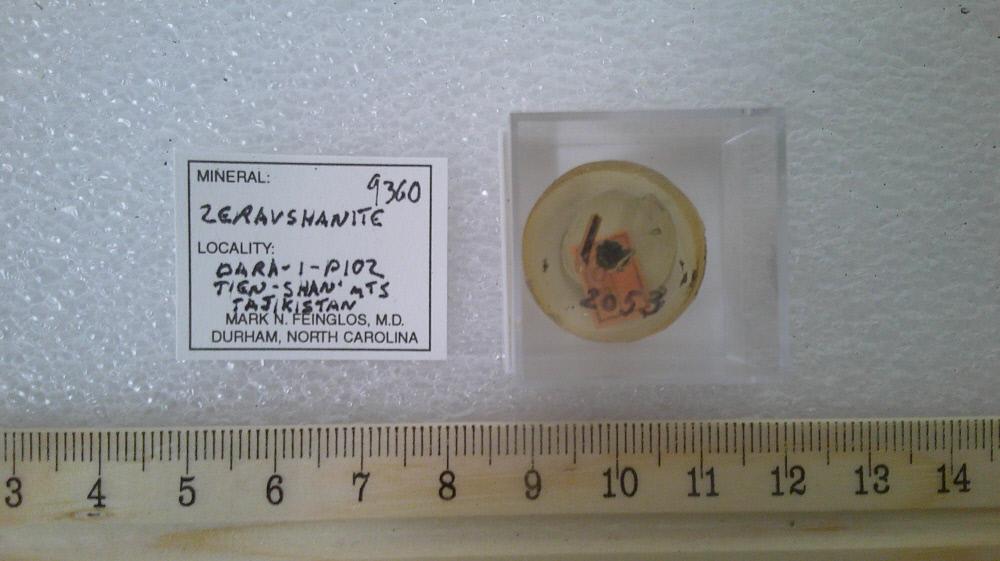 MINERAL:
9360
ZERAVSHANITE
LOCALITY:
DARA-I-PIOZ
TIEN-SHAN' MTS
TAJIKISTAN
MARK N. FEINGLOS, M.D.
DURHAM, NORTH CAROLINA
2053
3 4 5 6 7 8 9 10 11 12 13 14